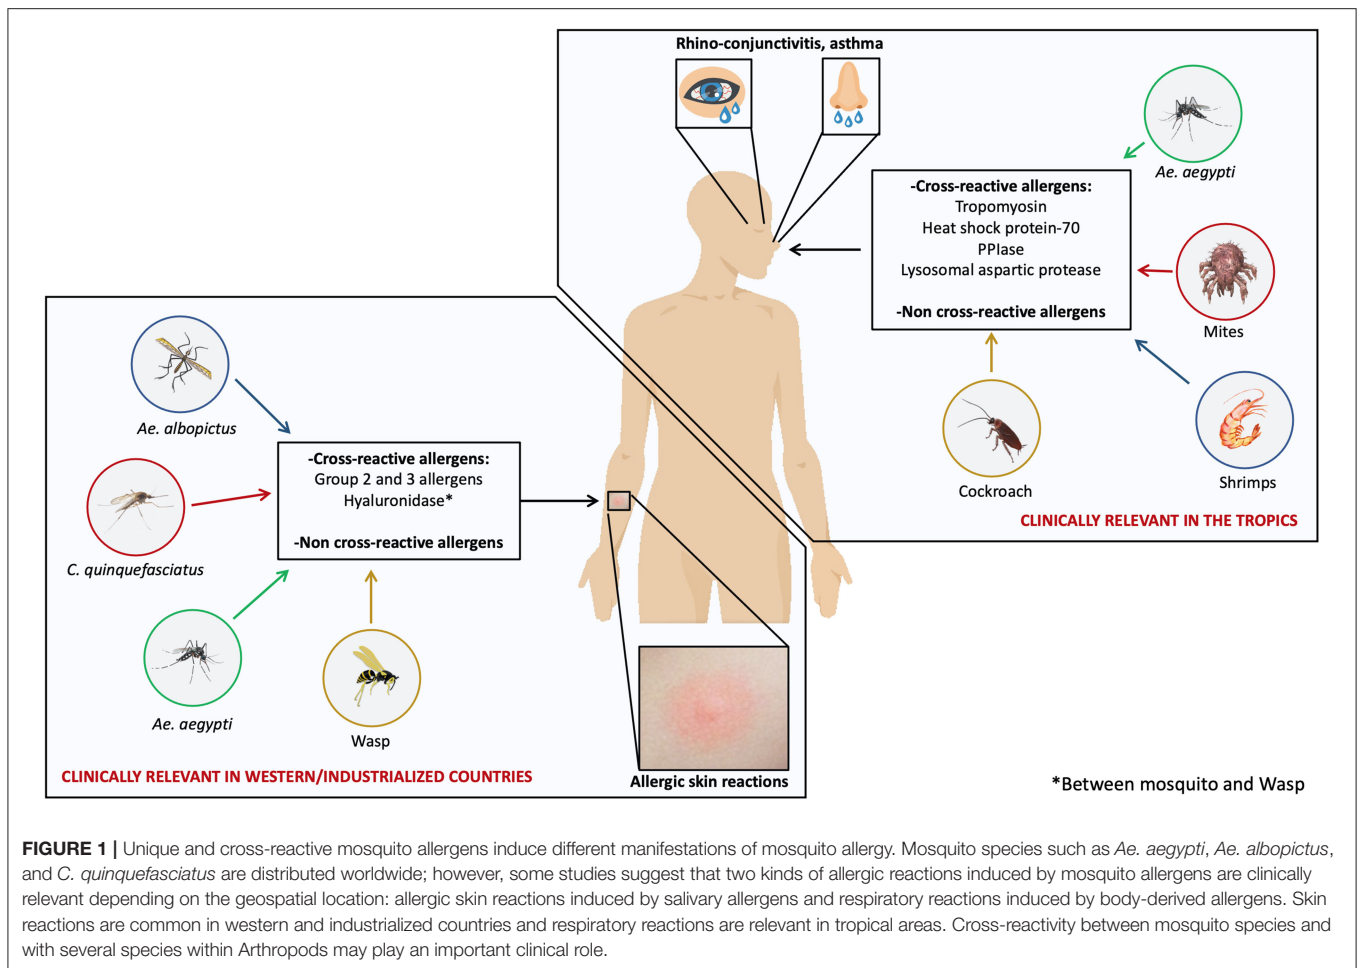 Rhino-conjunctivitis, asthma
Ae. aegypti
-Cross-reactive allergens:
Tropomyosin
Heat shock protein-70
PPIase
Lysosomal aspartic protease
-Non cross-reactive allergens
Mites
Cockroach
Shrimps
CLINICALLY RELEVANT IN THE TROPICS
Ae. albopictus
-Cross-reactive allergens:
Group 2 and 3 allergens
Hyaluronidase*
-Non cross-reactive allergens
C. quinquefasciatus
Ae. aegypti
Wasp
CLINICALLY RELEVANT IN WESTERN/INDUSTRIALIZED COUNTRIES
Allergic skin reactions
*Between mosquito and Wasp
FIGURE 1 | Unique and cross-reactive mosquito allergens induce different manifestations of mosquito allergy. Mosquito species such as Ae. aegypti, Ae. albopictus,
and C. quinquefasciatus are distributed worldwide; however, some studies suggest that two kinds of allergic reactions induced by mosquito allergens are clinically
relevant depending on the geospatial location: allergic skin reactions induced by salivary allergens and respiratory reactions induced by body-derived allergens. Skin
reactions are common in western and industrialized countries and respiratory reactions are relevant in tropical areas. Cross-reactivity between mosquito species and
with several species within Arthropods may play an important clinical role.